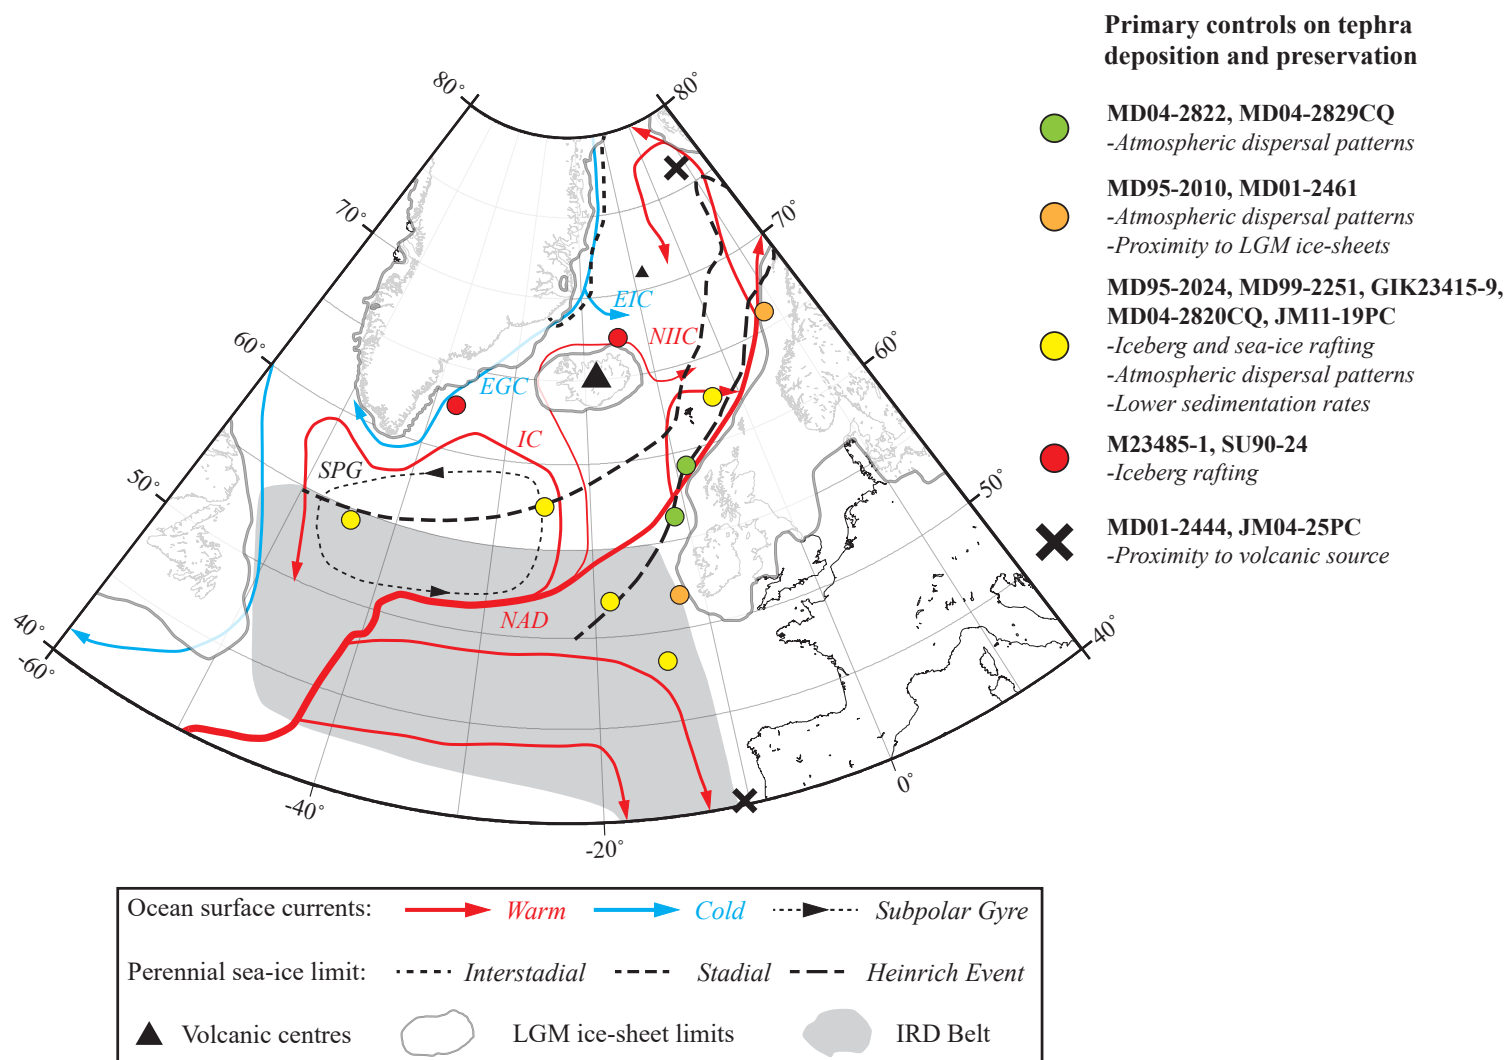 Primary controls on tephra
deposition and preservation
MD04-2822, MD04-2829CQ
-Atmospheric dispersal patterns
MD95-2010, MD01-2461
-Atmospheric dispersal patterns
-Proximity to LGM ice-sheets
MD95-2024, MD99-2251, GIK23415-9,
MD04-2820CQ, JM11-19PC
-Iceberg and sea-ice rafting
-Atmospheric dispersal patterns
-Lower sedimentation rates
M23485-1, SU90-24
-Iceberg rafting
MD01-2444, JM04-25PC
-Proximity to volcanic source
80˚
80˚
70˚
70˚
60˚
60˚
50˚
50˚
40˚
40˚
-60˚
-40˚
-20˚
0˚
EIC
NIIC
EGC
IC
SPG
NAD
Ocean surface currents: Warm Cold Subpolar Gyre
Perennial sea-ice limit: Interstadial Stadial Heinrich Event
Volcanic centres LGM ice-sheet limits IRD Belt